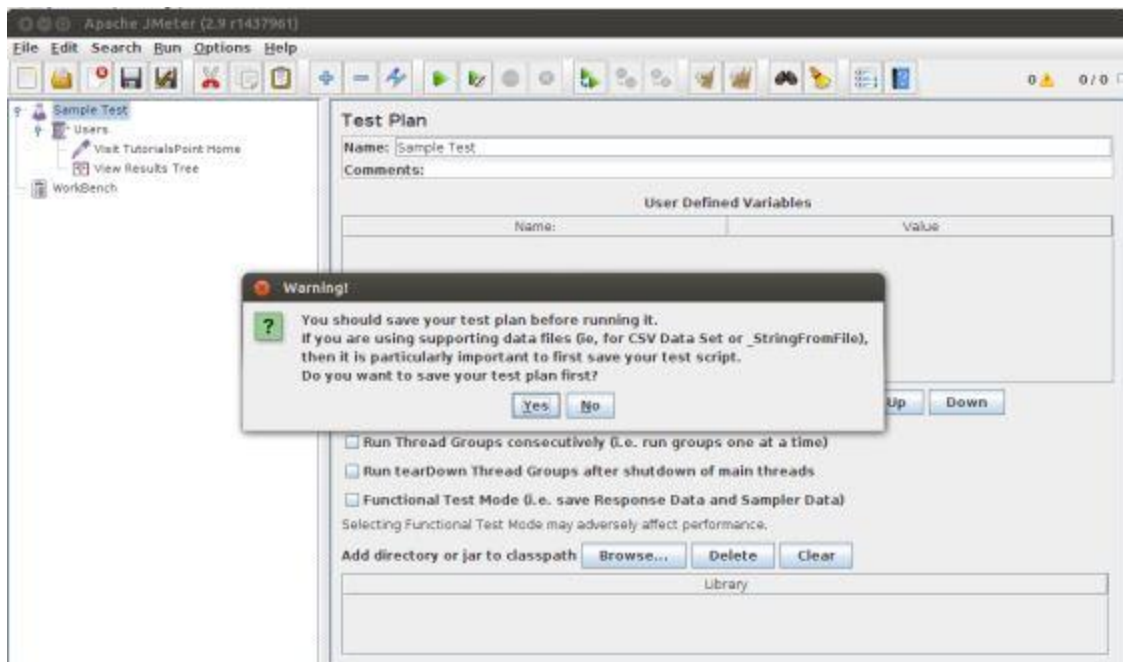 Apache JMeter (2.9 r1437961)
File Edit Search Run Options Help
0 0 / 0
Sample Test
Users
Visit TutorialsPoint Home
View Results Tree
WorkBench
Test Plan
Name: Sample Test
Comments:
User Defined Variables
Name: Value
Warning!
You should save your test plan before running it.
If you are using supporting data files (ie, for CSV Data Set or _StringFromFile),
then it is particularly important to first save your test script.
Do you want to save your test plan first?
Yes No
Up Down
Run Thread Groups consecutively (i.e. run groups one at a time)
Run tearDown Thread Groups after shutdown of main threads
Functional Test Mode (i.e. save Response Data and Sampler Data)
Selecting Functional Test Mode may adversely affect performance.
Add directory or jar to classpath Browse... Delete Clear
Library